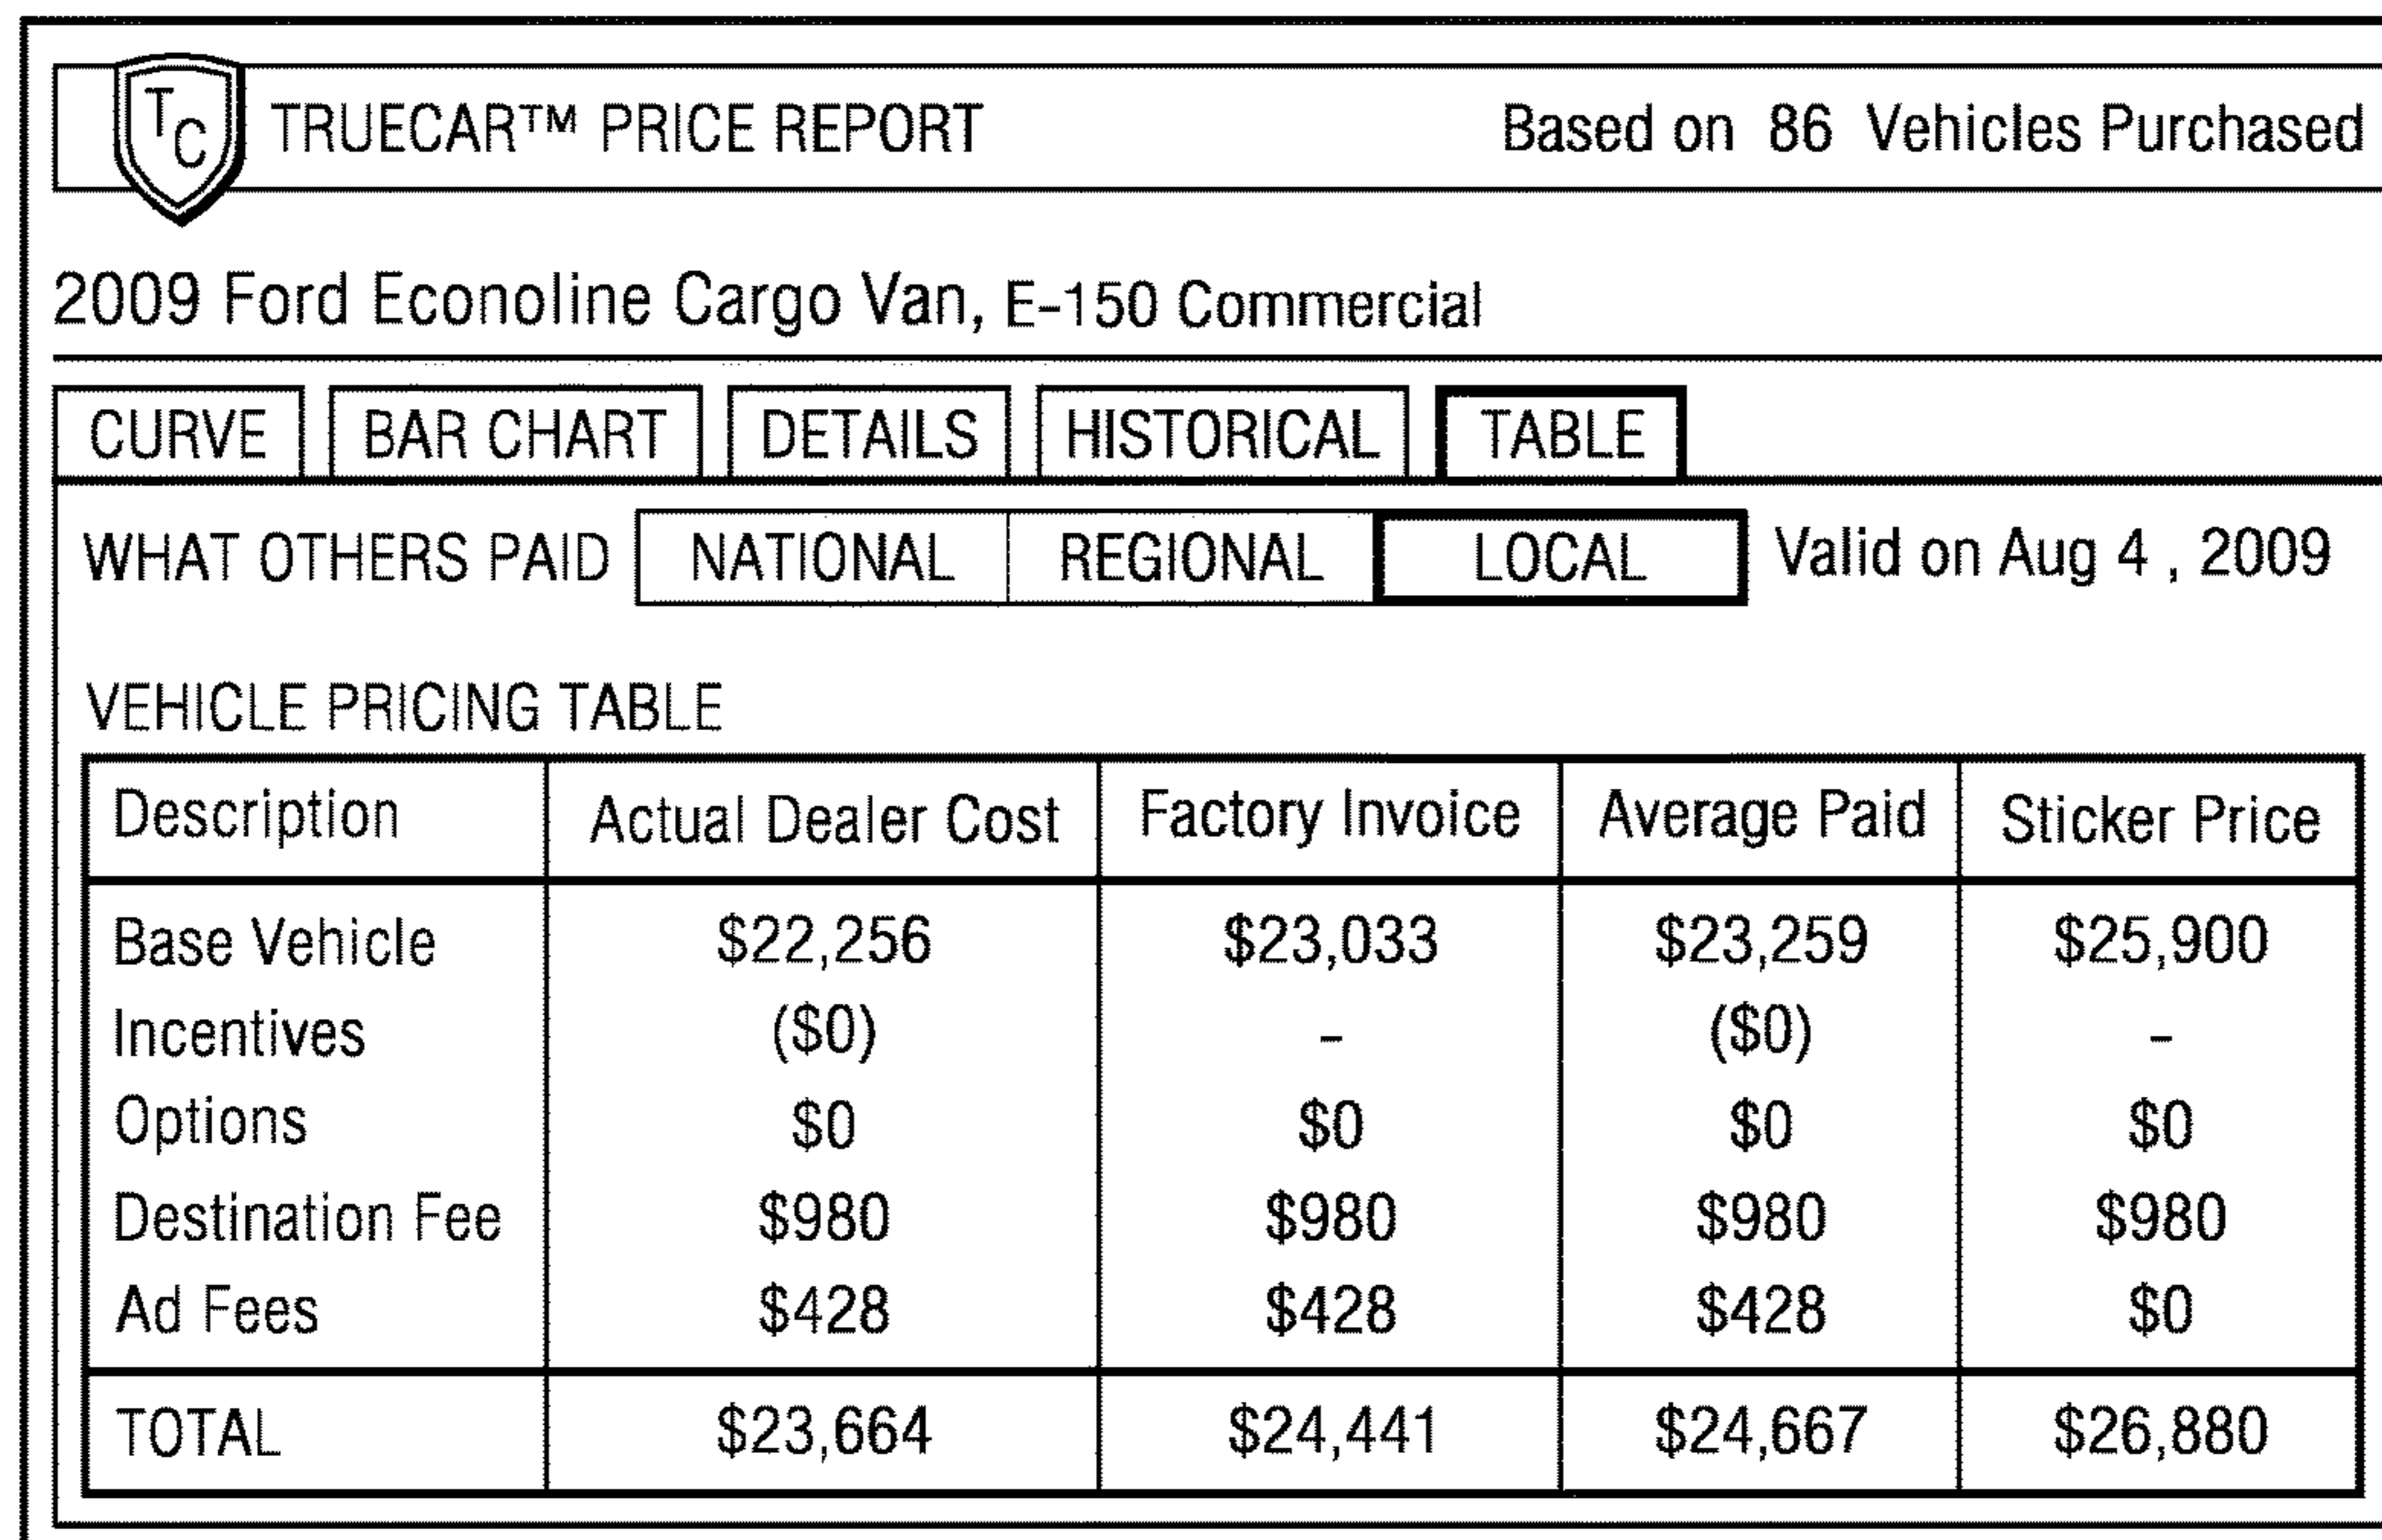 TC TRUECAR™ PRICE REPORT Based on 86 Vehicles Purchased
2009 Ford Econoline Cargo Van, E-150 Commercial
CURVE BAR CHART DETAILS HISTORICAL TABLE
WHAT OTHERS PAID NATIONAL REGIONAL LOCAL Valid on Aug 4 , 2009
VEHICLE PRICING TABLE
Description Actual Dealer Cost Factory Invoice Average Paid Sticker Price
Base Vehicle $22,256 $23,033 $23,259 $25,900
Incentives ($0) - ($0) -
Options $0 $0 $0 $0
Destination Fee $980 $980 $980 $980
Ad Fees $428 $428 $428 $0
TOTAL $23,664 $24,441 $24,667 $26,880